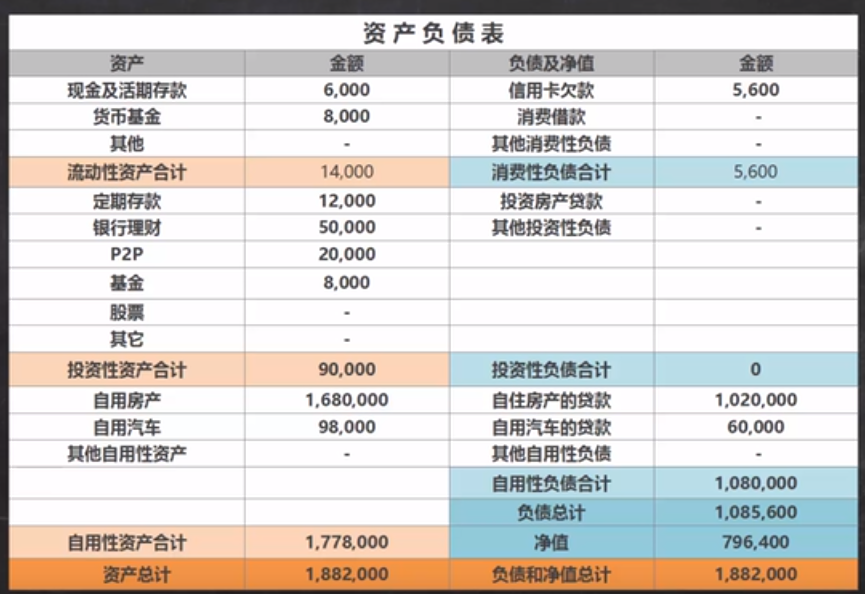 资产负债表
资产 金额 负债及净值 金额
现金及活期存款 6,000 信用卡欠款 5,600
货币基金 8,000 消费借款 -
其他 - 其他消费性负债 -
流动性资产合计 14,000 消费性负债合计 5,600
定期存款 12,000 投资房产贷款 -
银行理财 50,000 其他投资性负债 -
P2P 20,000
基金 8,000
股票 -
其它 -
投资性资产合计 90,000 投资性负债合计 0
自用房产 1,680,000 自住房产的贷款 1,020,000
自用汽车 98,000 自用汽车的贷款 60,000
其他自用性资产 - 其他自用性负债 -
自用性负债合计 1,080,000
负债总计 1,085,600
自用性资产合计 1,778,000 净值 796,400
资产总计 1,882,000 负债和净值总计 1,882,000